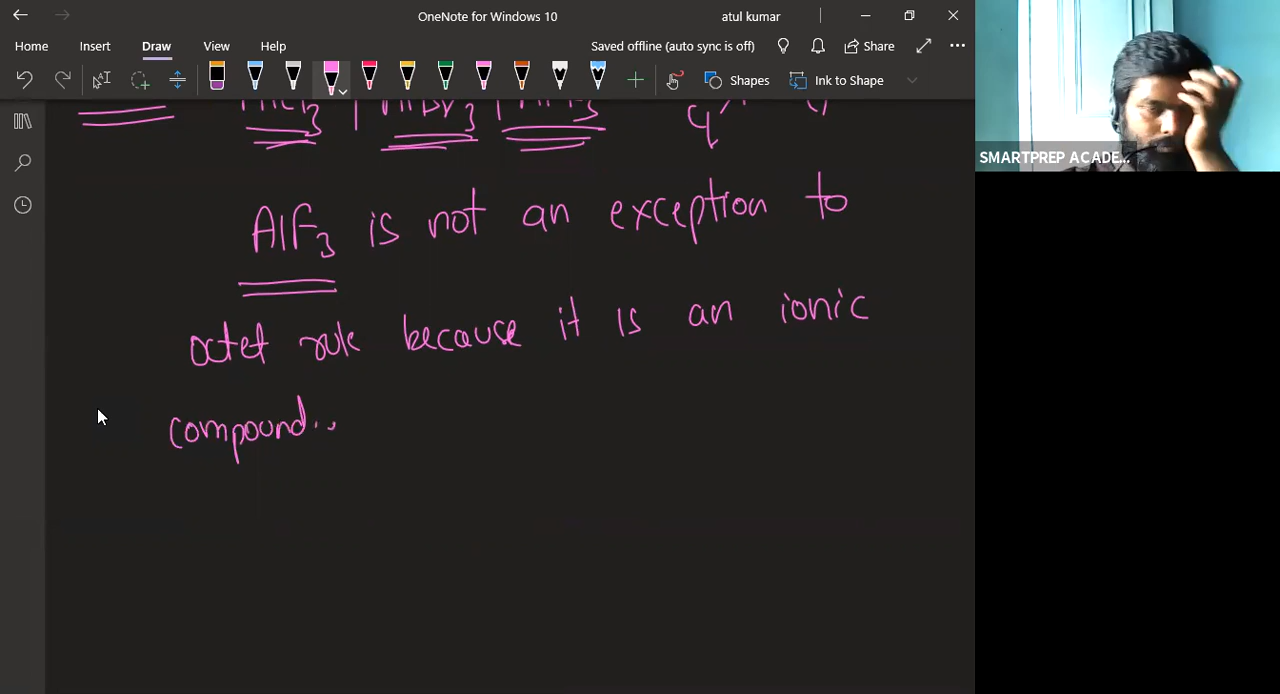 OneNote for Windows 10
atul kumar
Home Insert Draw View Help
Saved offline (auto sync is off)
Share
Shapes
Ink to Shape
SMARTPREP ACADE...
AlF3 is not an exception to
octet rule because it is an ionic
compound..